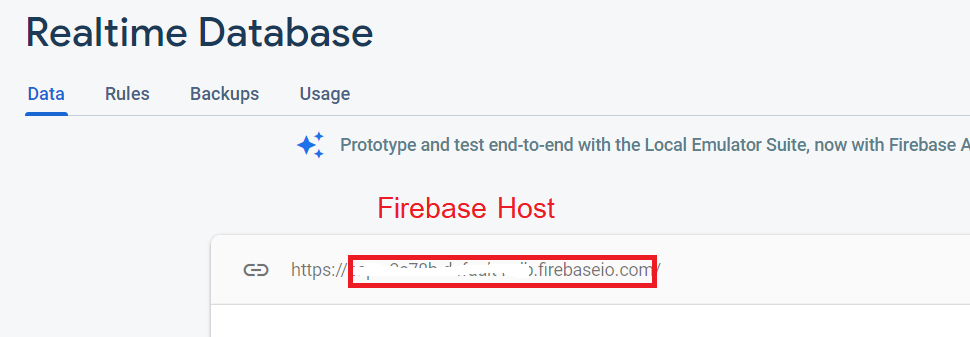 Realtime Database
Data Rules Backups Usage
Prototype and test end-to-end with the Local Emulator Suite, now with Firebase A
Firebase Host
https:// .firebaseio.com/